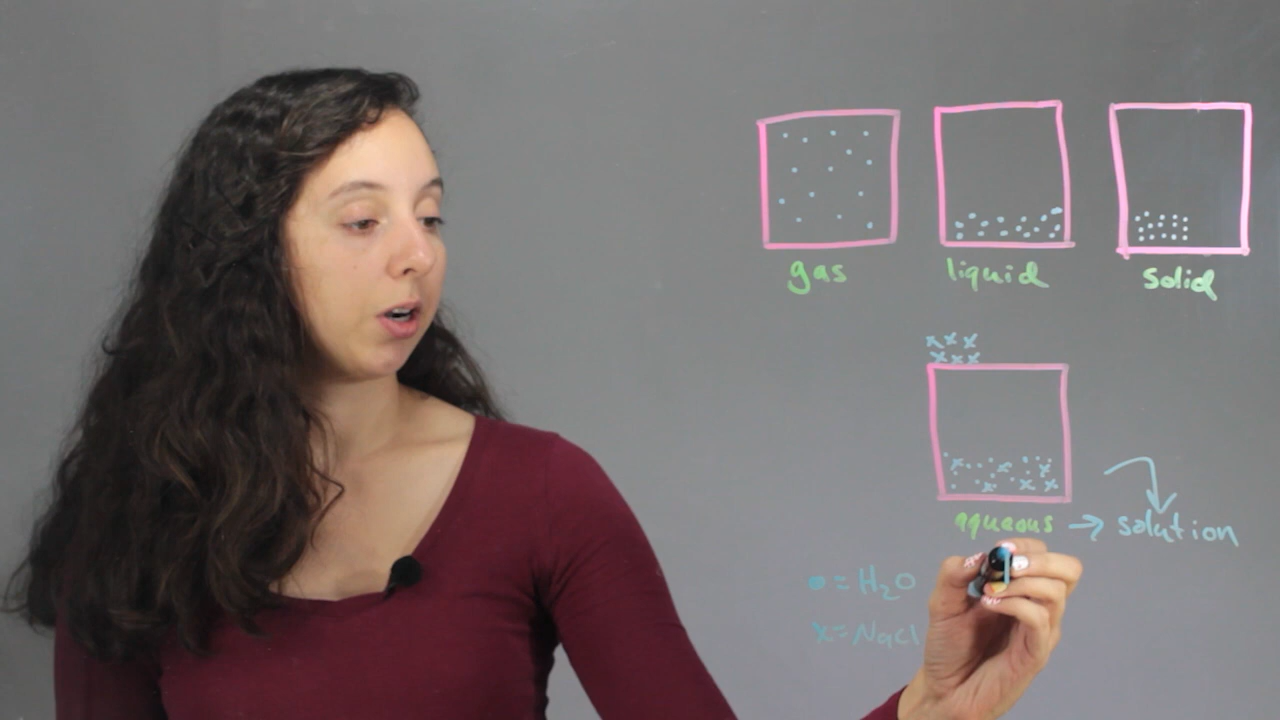 gas liquid solid
aqueous → solution
• = H₂O
x = NaCl